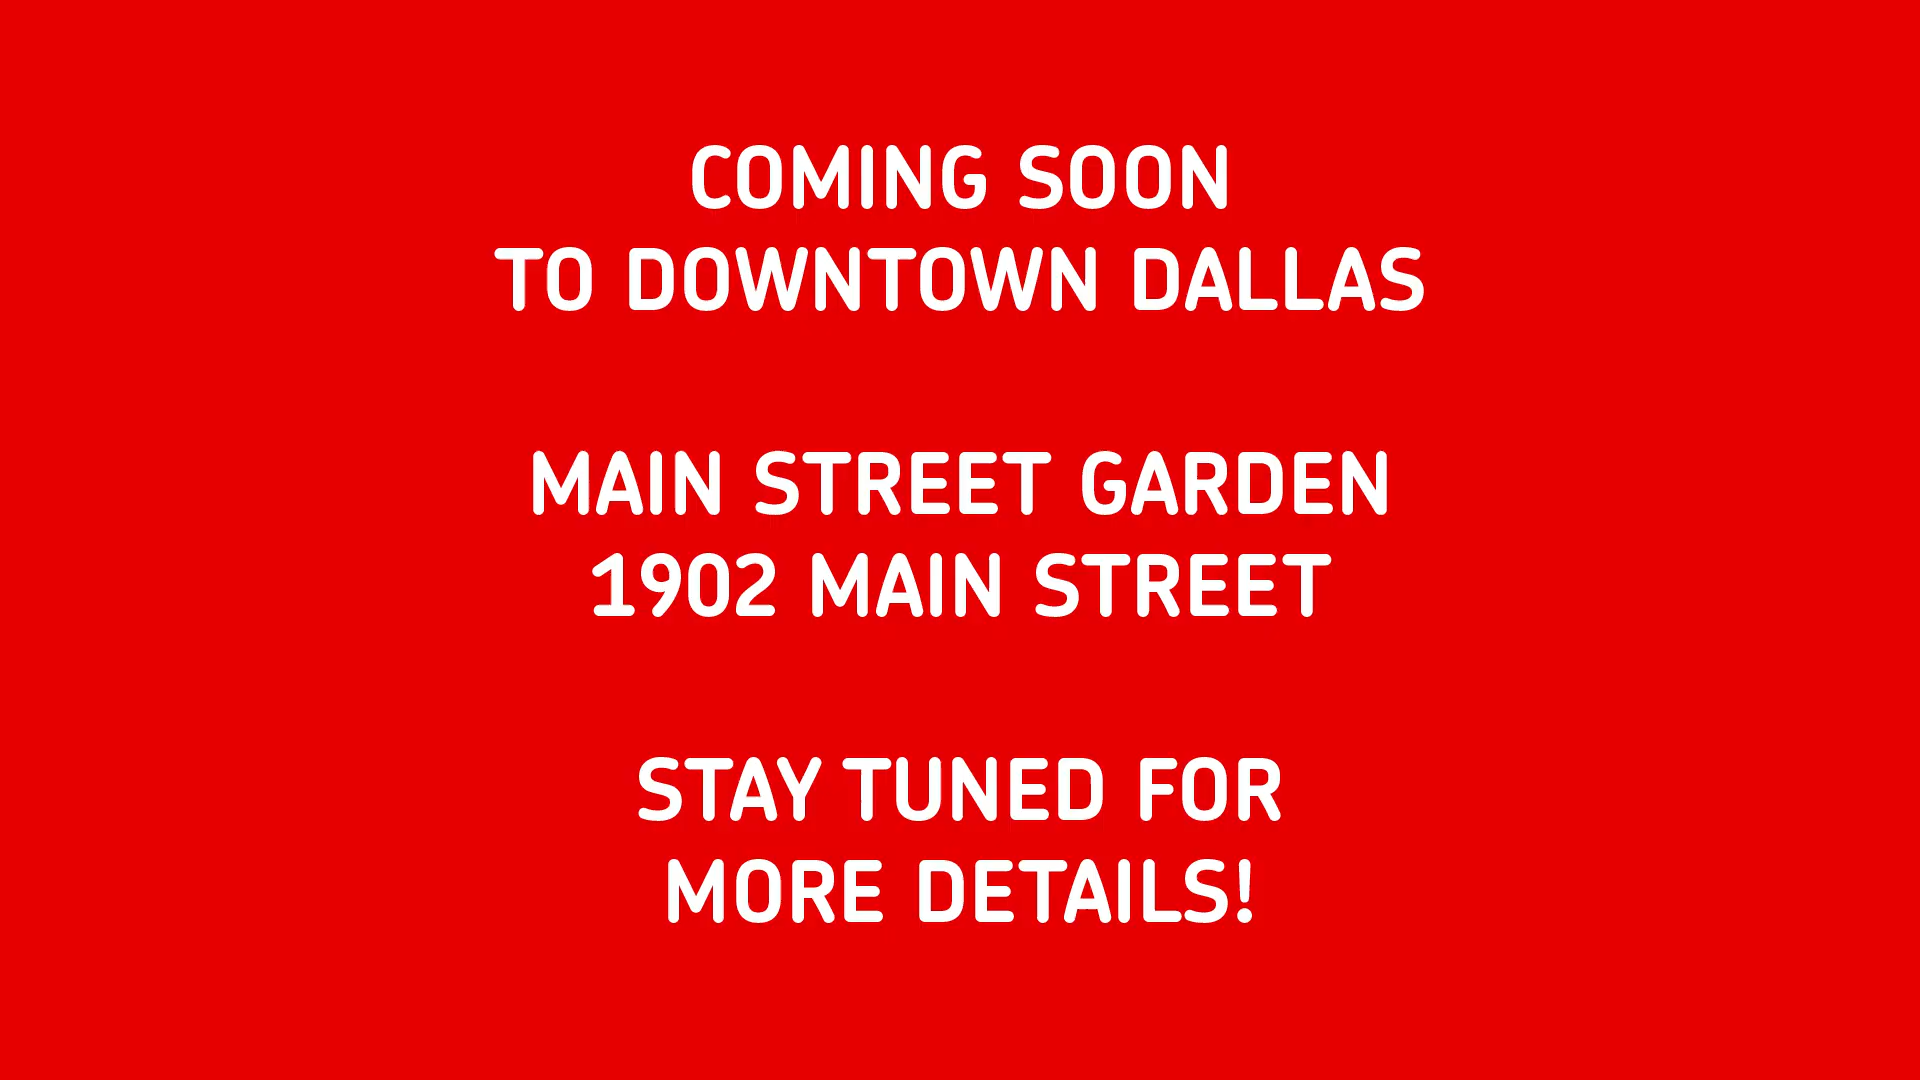 COMING SOON
TO DOWNTOWN DALLAS
MAIN STREET GARDEN
1902 MAIN STREET
STAY TUNED FOR
MORE DETAILS!